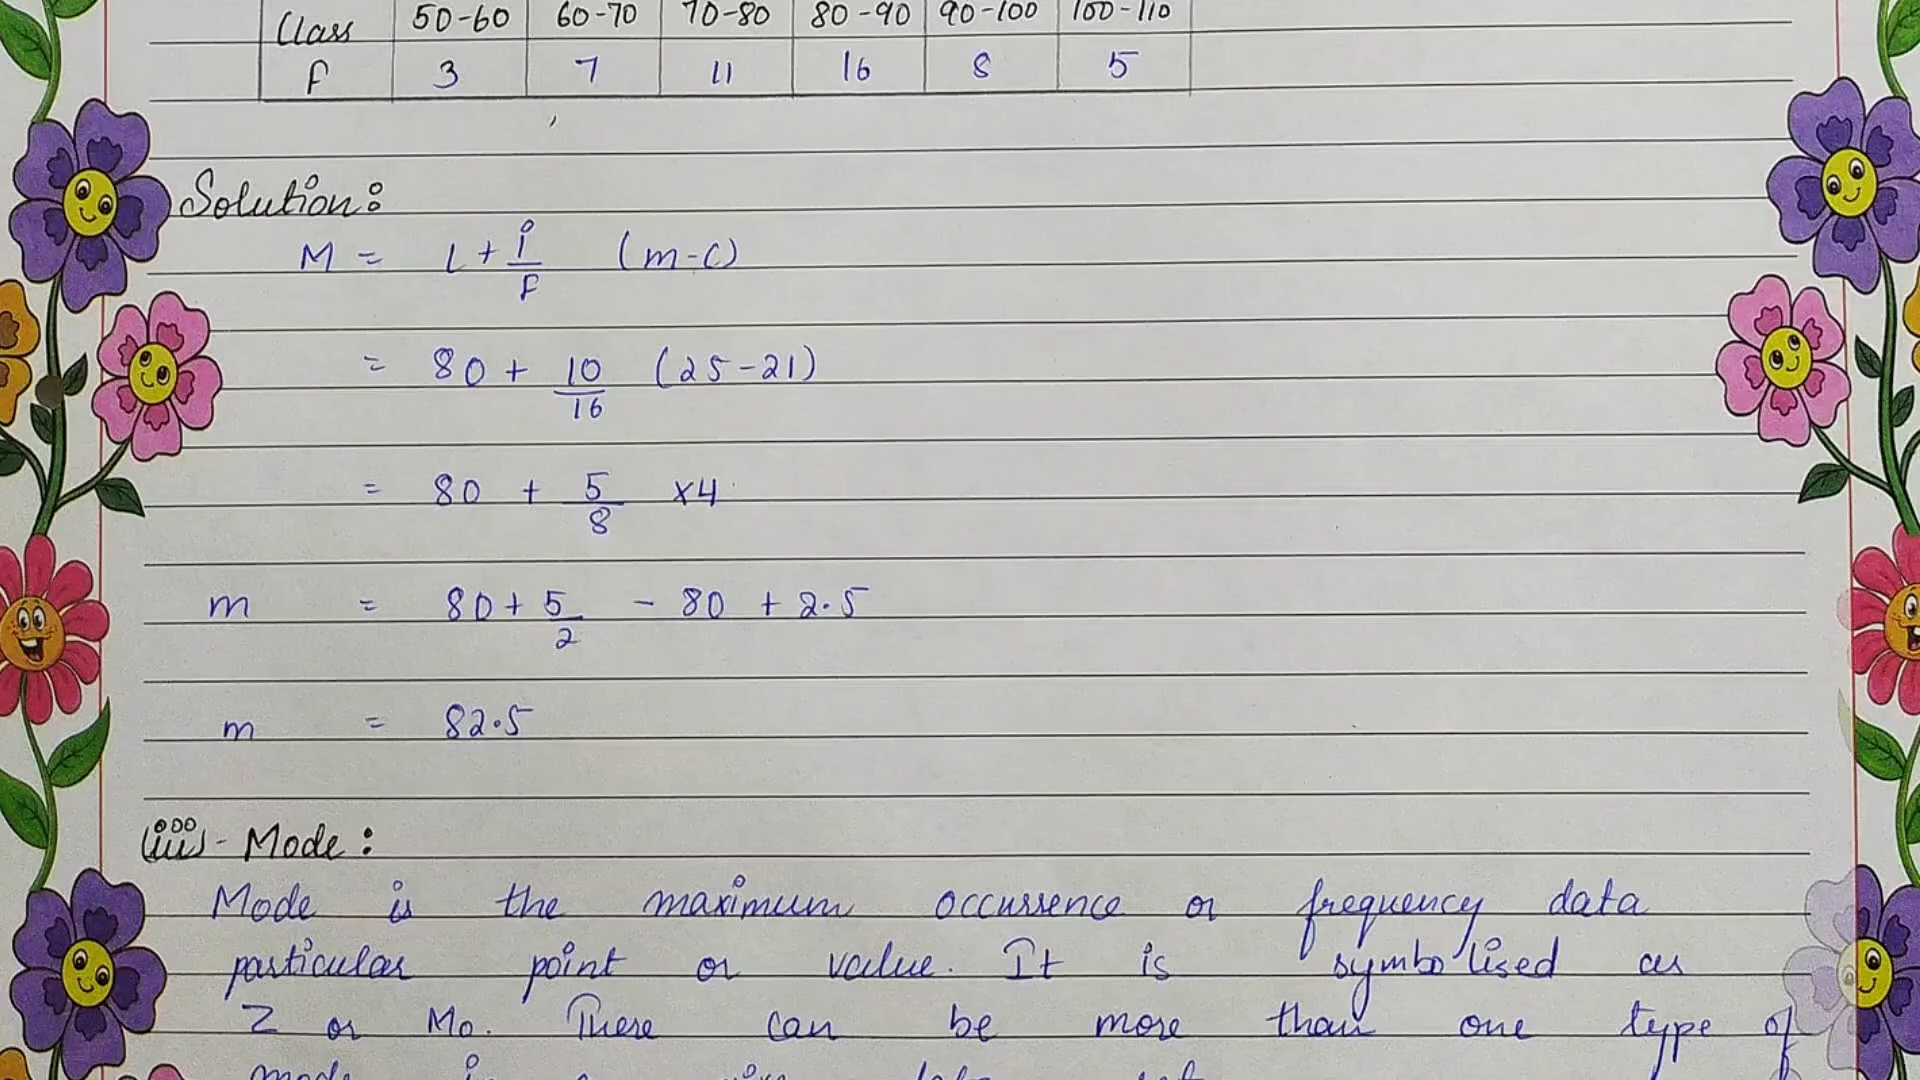 Class 50-60 60-70 70-80 80-90 90-100 100-110
f 3 7 11 16 8 5
Solution:
M = L + i/f (m-c)
= 80 + 10/16 (25-21)
= 80 + 5/8 x4
m = 80 + 5/2 - 80 + 2.5
m = 82.5
(iii) - Mode :
Mode is the maximum occurrence or frequency data
particular point or value. It is symbolised as
Z or Mo. There can be more than one type of
mode in